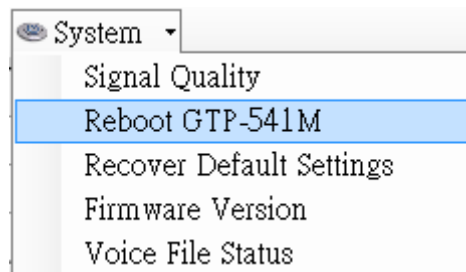 System
Signal Quality
Reboot GTP-541M
Recover Default Settings
Firmware Version
Voice File Status